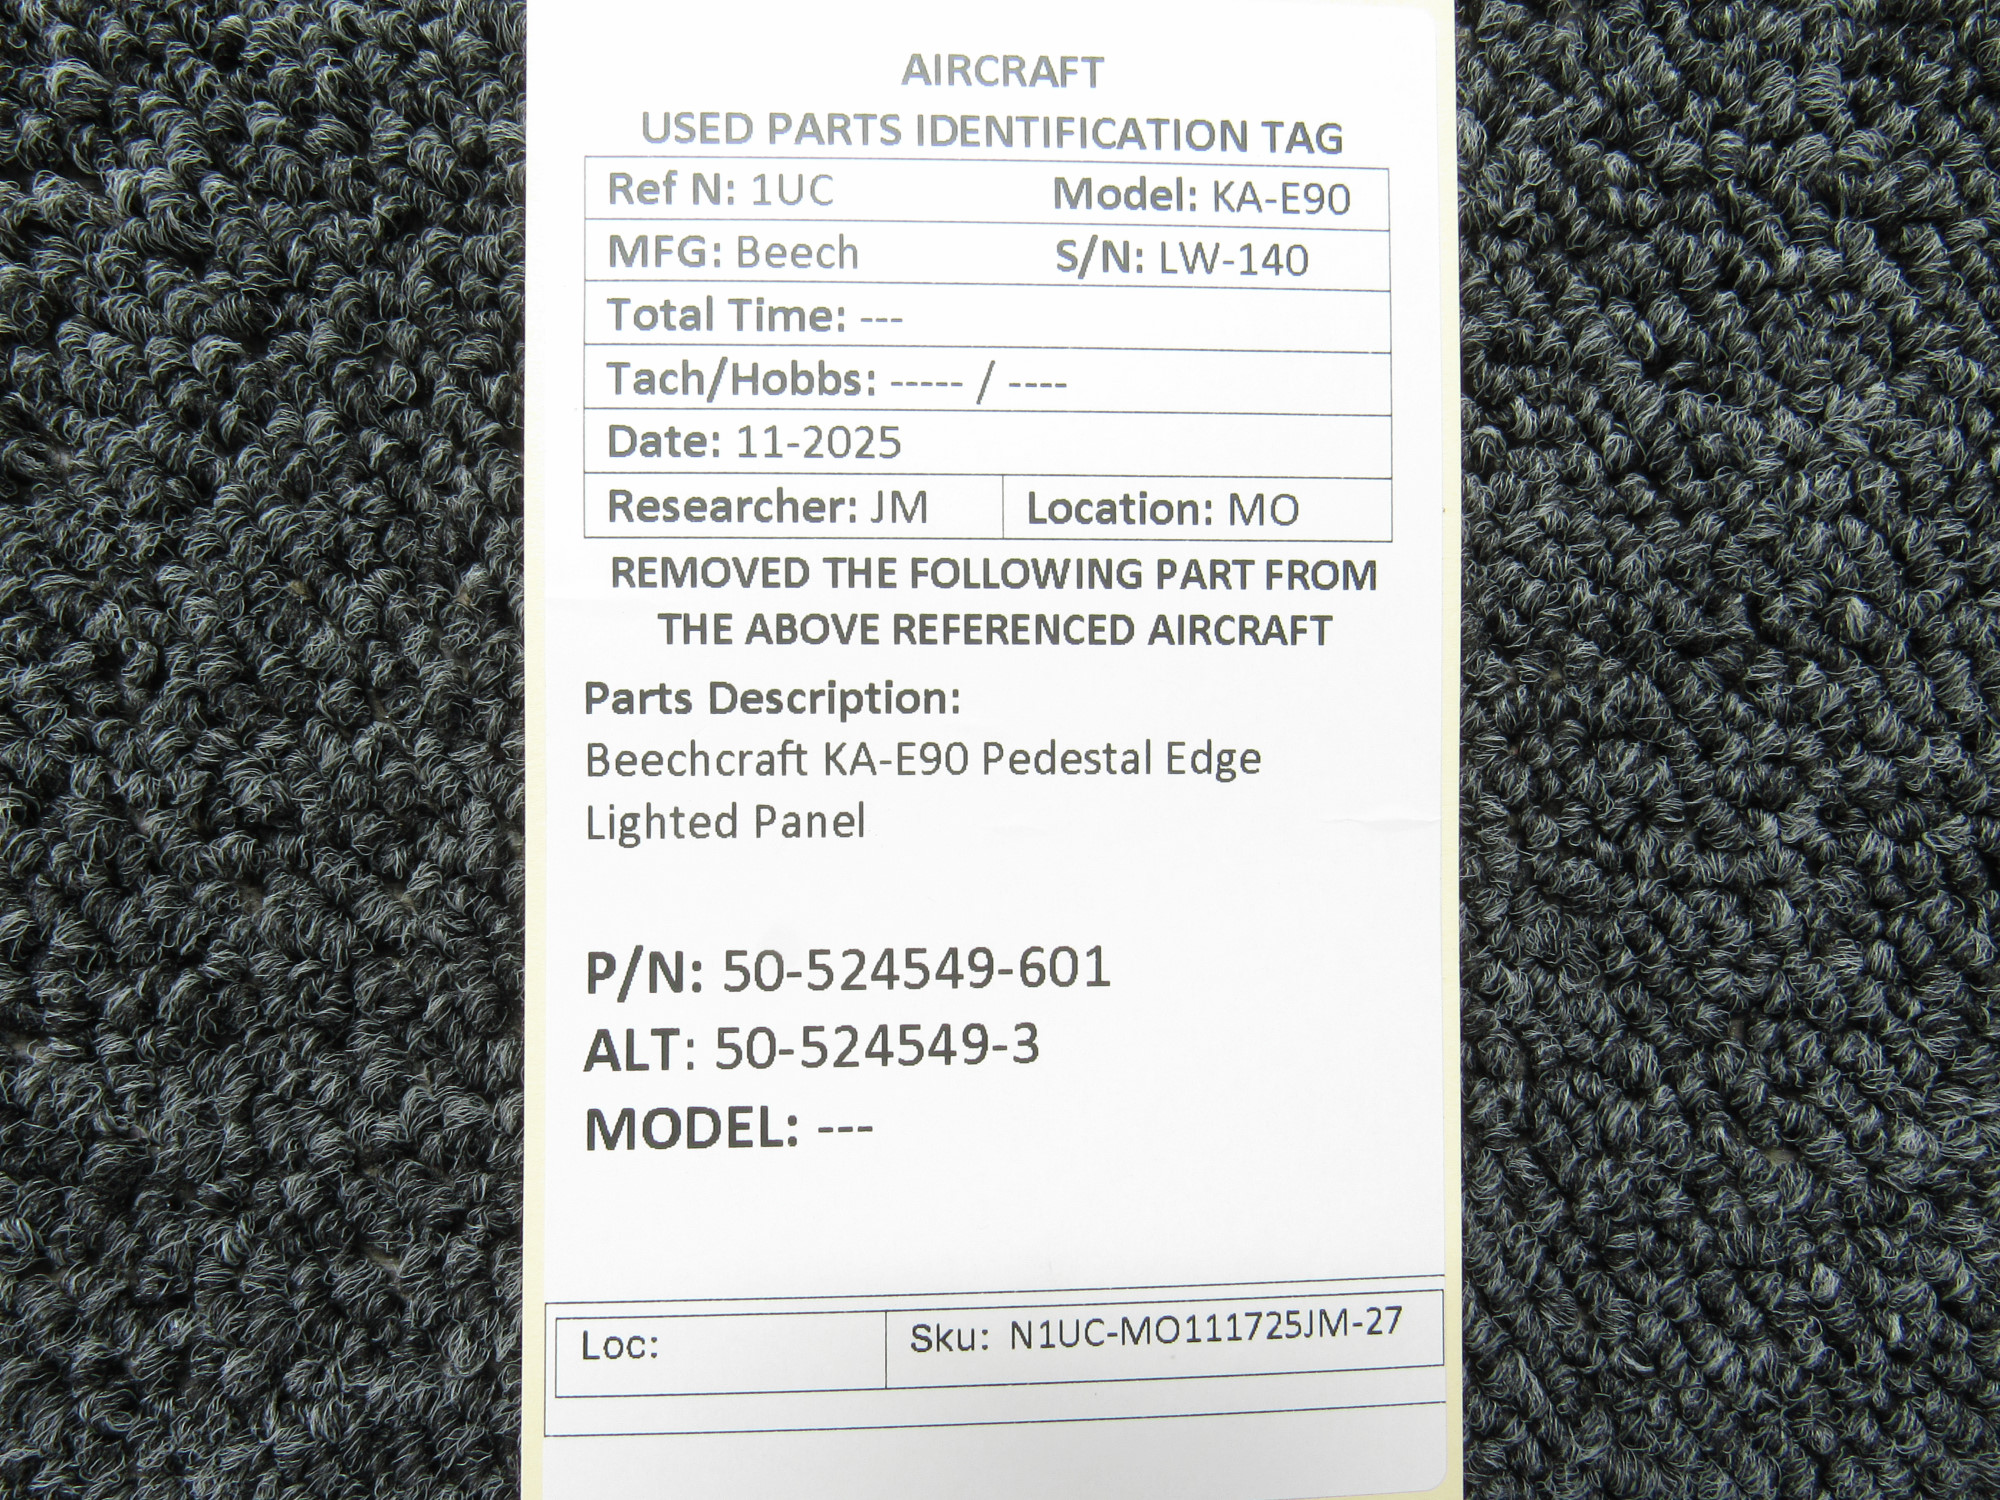 AIRCRAFT
USED PARTS IDENTIFICATION TAG
Ref N: 1UC Model: KA-E90
MFG: Beech S/N: LW-140
Total Time: ---
Tach/Hobbs: ----- / ----
Date: 11-2025
Researcher: JM Location: MO
REMOVED THE FOLLOWING PART FROM
THE ABOVE REFERENCED AIRCRAFT
Parts Description:
Beechcraft KA-E90 Pedestal Edge
Lighted Panel
P/N: 50-524549-601
ALT: 50-524549-3
MODEL: ---
Loc: Sku: N1UC-MO111725JM-27